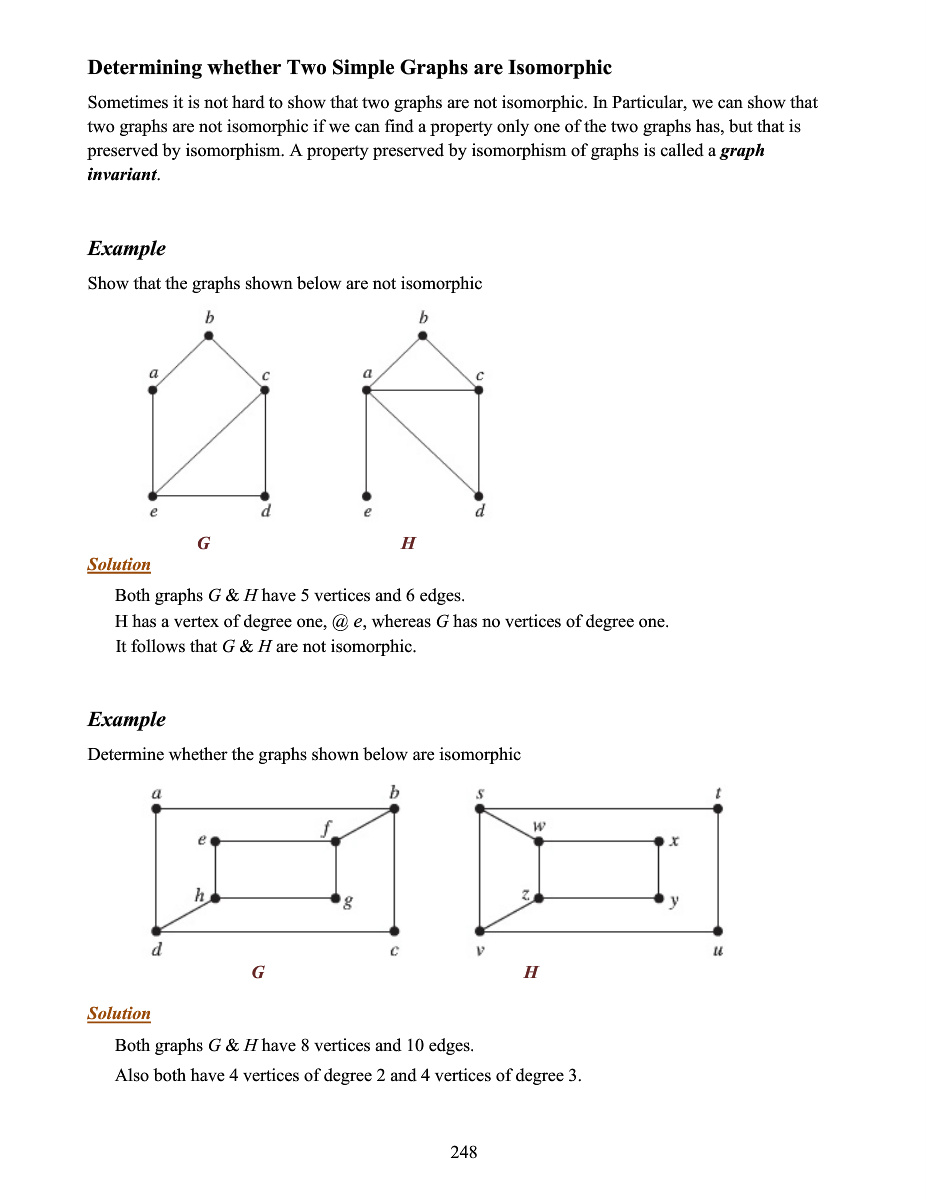 Determining whether Two Simple Graphs are Isomorphic
Sometimes it is not hard to show that two graphs are not isomorphic. In Particular, we can show that
two graphs are not isomorphic if we can find a property only one of the two graphs has, but that is
preserved by isomorphism. A property preserved by isomorphism of graphs is called a graph
invariant.
Example
Show that the graphs shown below are not isomorphic
b b
a c a c
e d e d
G H
Solution
Both graphs G & H have 5 vertices and 6 edges.
H has a vertex of degree one, @ e, whereas G has no vertices of degree one.
It follows that G & H are not isomorphic.
Example
Determine whether the graphs shown below are isomorphic
a b s t
e f w x
h g z y
d c v u
G H
Solution
Both graphs G & H have 8 vertices and 10 edges.
Also both have 4 vertices of degree 2 and 4 vertices of degree 3.
248